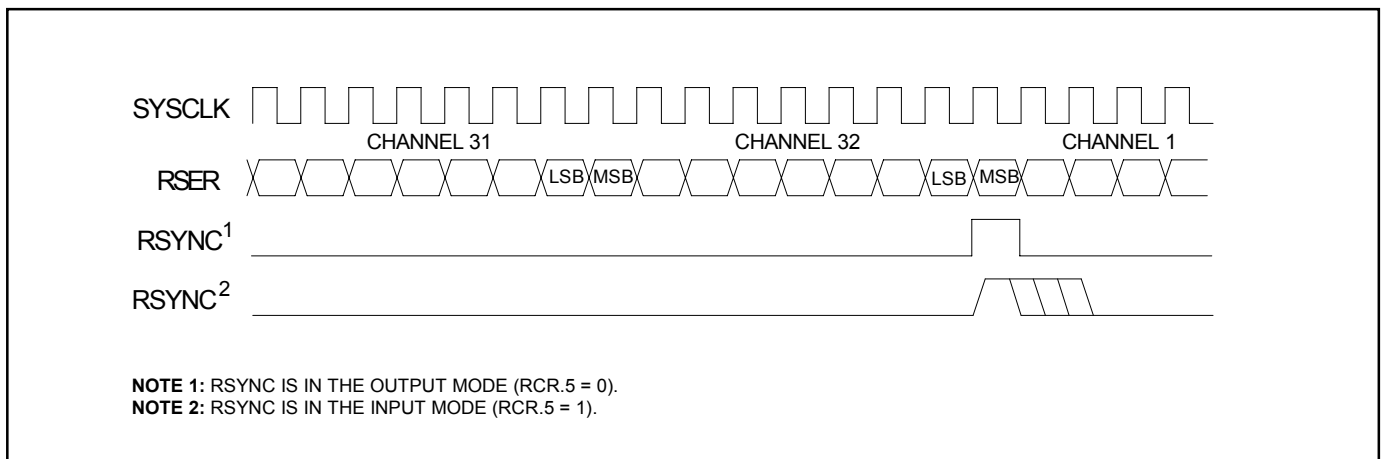 SYSCLK
CHANNEL 31 CHANNEL 32 CHANNEL 1
RSER LSB MSB LSB MSB
RSYNC1
RSYNC2
NOTE 1: RSYNC IS IN THE OUTPUT MODE (RCR.5 = 0).
NOTE 2: RSYNC IS IN THE INPUT MODE (RCR.5 = 1).